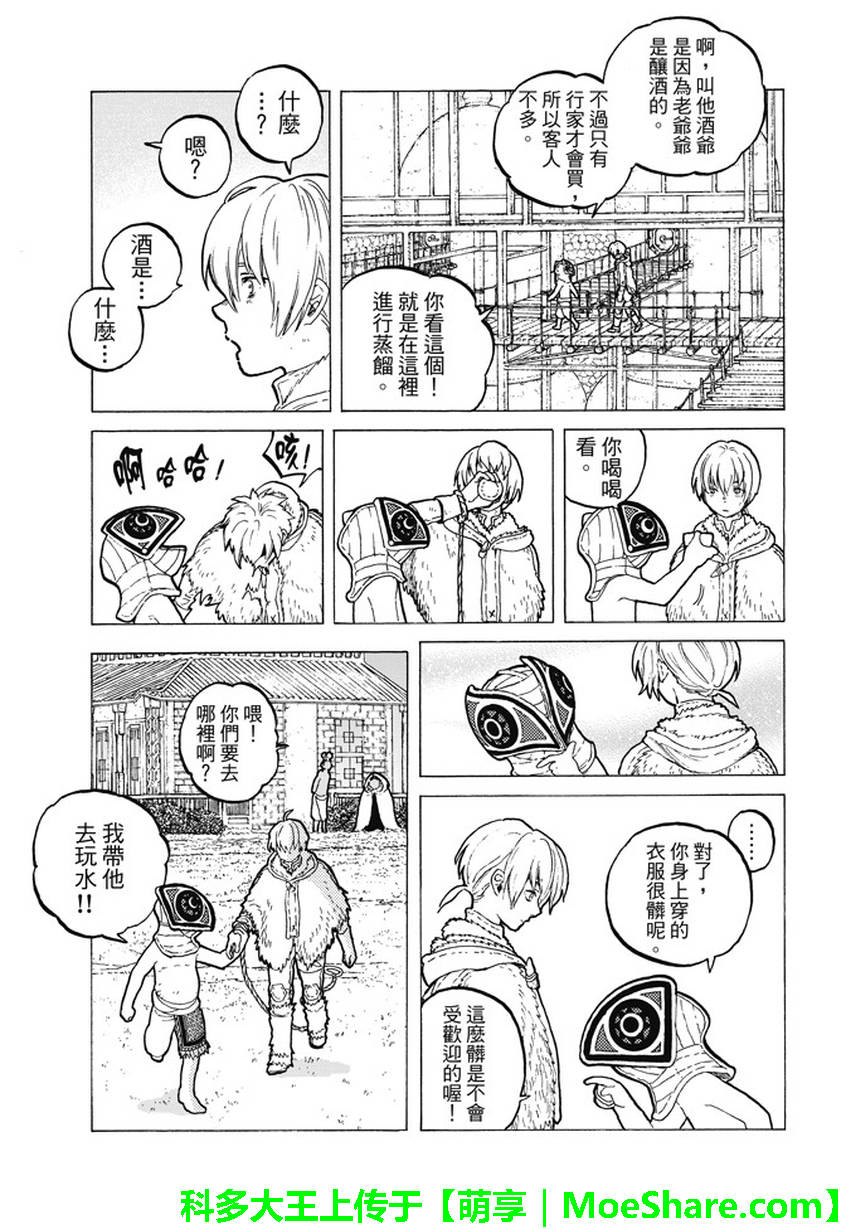 啊，叫他酒爺
是因為老爺爺
是釀酒的。
不過只有
行家才會買，
所以客人
不多。
你看這個！
就是在這裡
進行蒸餾。
什麼
…？
嗯？
酒是…
什麼…
你喝喝
看。
咳！
啊哈哈！
…
對了，
你身上穿的
衣服很髒呢。
這麼髒是不會
受歡迎的喔！
喂！
你們要去
哪裡啊？
我帶他
去玩水!!
科多大王上传于【萌享｜MoeShare.com】